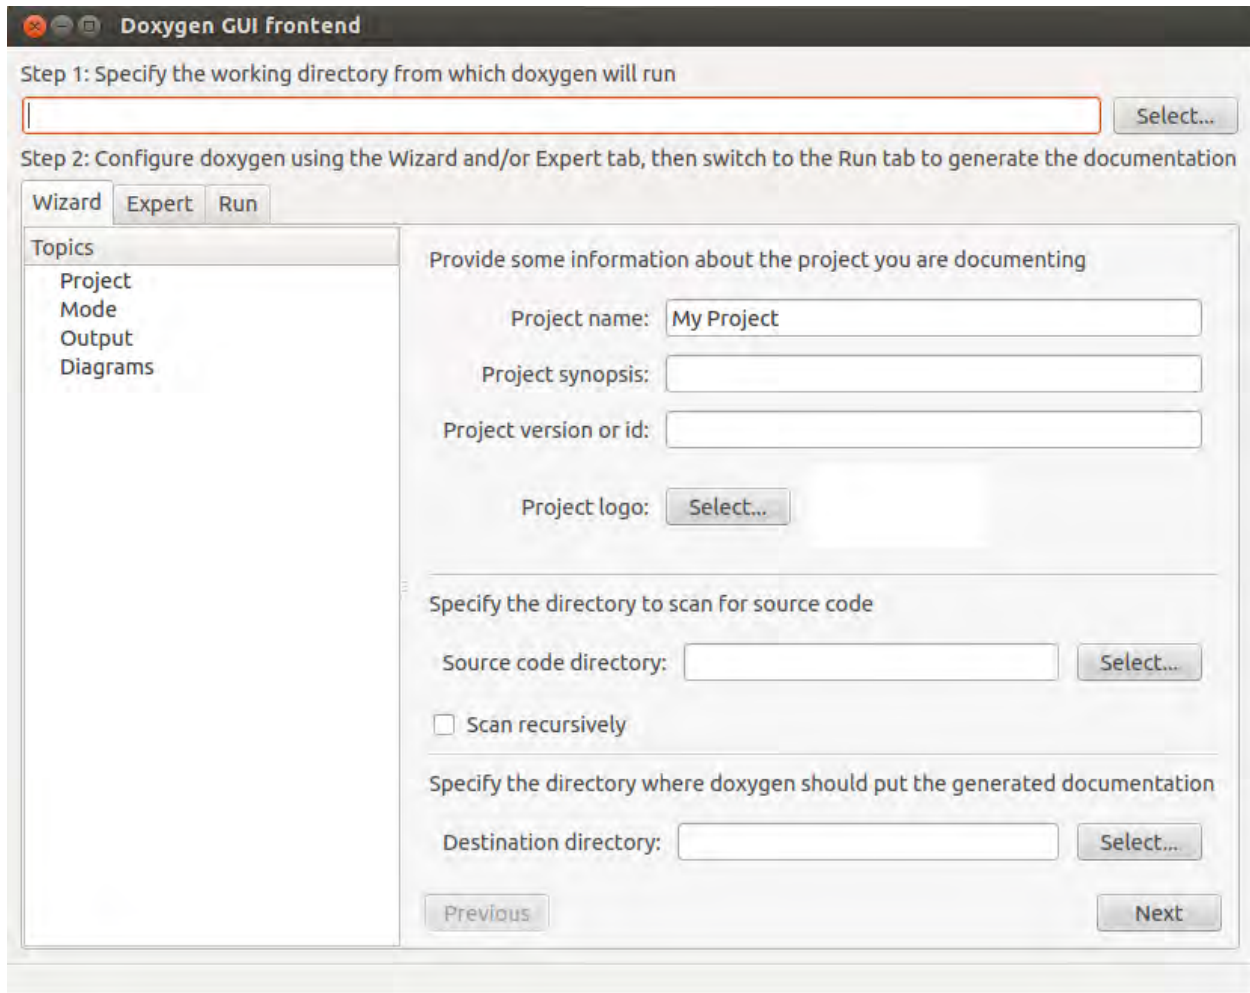 Doxygen GUI frontend
Step 1: Specify the working directory from which doxygen will run
Select...
Step 2: Configure doxygen using the Wizard and/or Expert tab, then switch to the Run tab to generate the documentation
Wizard Expert Run
Topics
Project
Mode
Output
Diagrams
Provide some information about the project you are documenting
Project name: My Project
Project synopsis:
Project version or id:
Project logo: Select...
Specify the directory to scan for source code
Source code directory: Select...
Scan recursively
Specify the directory where doxygen should put the generated documentation
Destination directory: Select...
Previous Next